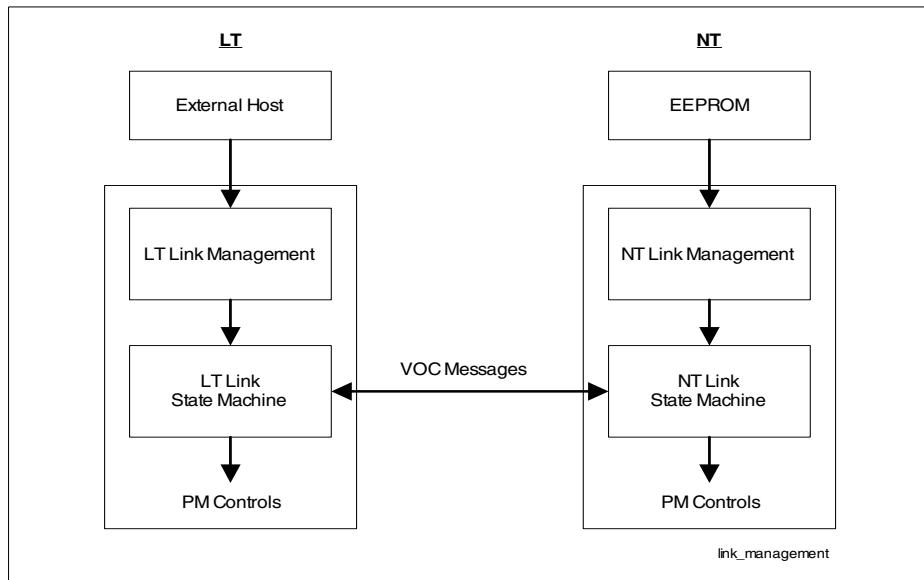 LT
NT
External Host
EEPROM
LT Link Management
NT Link Management
VOC Messages
LT Link
State Machine
NT Link
State Machine
PM Controls
PM Controls
link_management